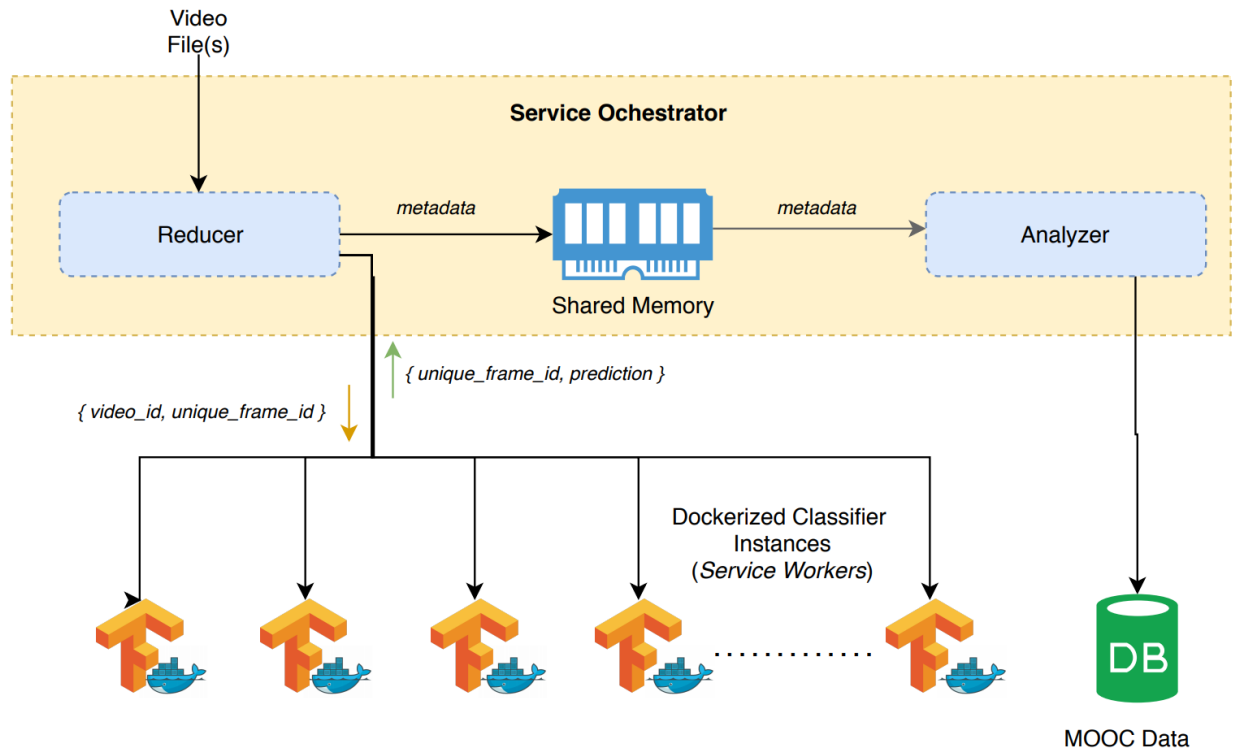 Video
File(s)
Service Ochestrator
Reducer
metadata
metadata
Analyzer
Shared Memory
{ unique_frame_id, prediction }
{ video_id, unique_frame_id }
Dockerized Classifier
Instances
(Service Workers)
DB
MOOC Data